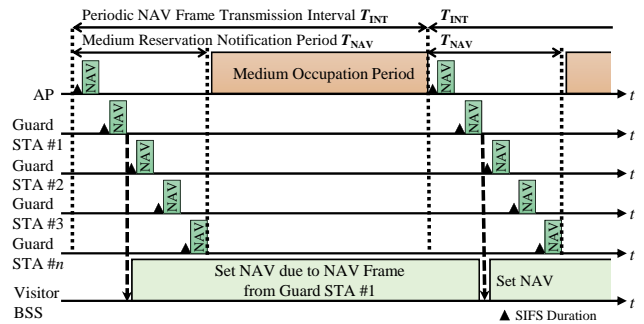 Periodic NAV Frame Transmission Interval T_INT
T_INT
Medium Reservation Notification Period T_NAV
T_NAV
NAV
Medium Occupation Period
NAV
AP
t
Guard
STA #1
NAV
NAV
t
Guard
STA #2
NAV
NAV
t
Guard
STA #3
NAV
NAV
t
Guard
STA #n
NAV
NAV
t
Set NAV due to NAV Frame
from Guard STA #1
Set NAV
Visitor
BSS
t
▲ SIFS Duration